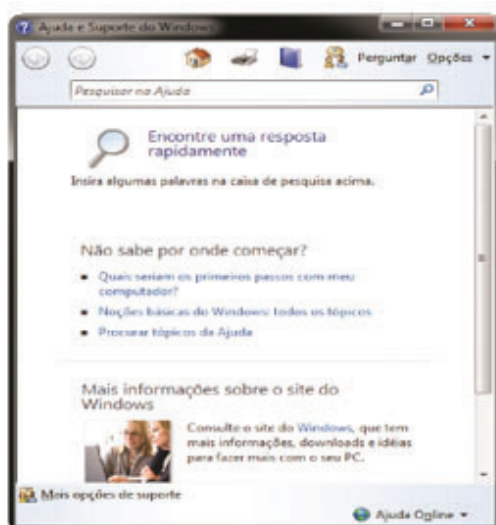 Ajuda e Suporte do Windows
Perguntar Opções
Pesquisar na Ajuda
Encontre uma resposta
rapidamente
Insira algumas palavras na caixa de pesquisa acima.
Não sabe por onde começar?
Quais seriam os primeiros passos com meu
computador?
Noções básicas do Windows: todos os tópicos
Procurar tópicos da Ajuda
Mais informações sobre o site do
Windows
Consulte o site do Windows, que tem
mais informações, downloads e idéias
para fazer mais com o seu PC.
Mais opções de suporte
Ajuda Online